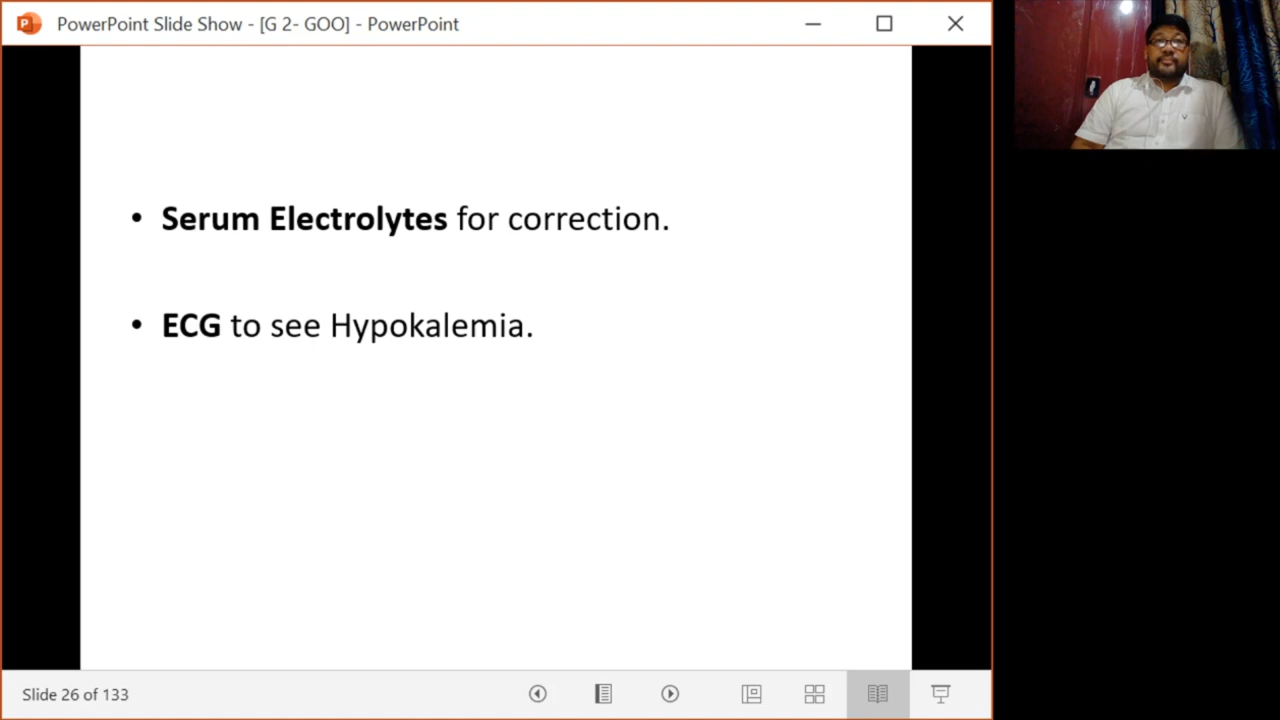 PowerPoint Slide Show - [G 2- GOO] - PowerPoint
• Serum Electrolytes for correction.
• ECG to see Hypokalemia.
Slide 26 of 133